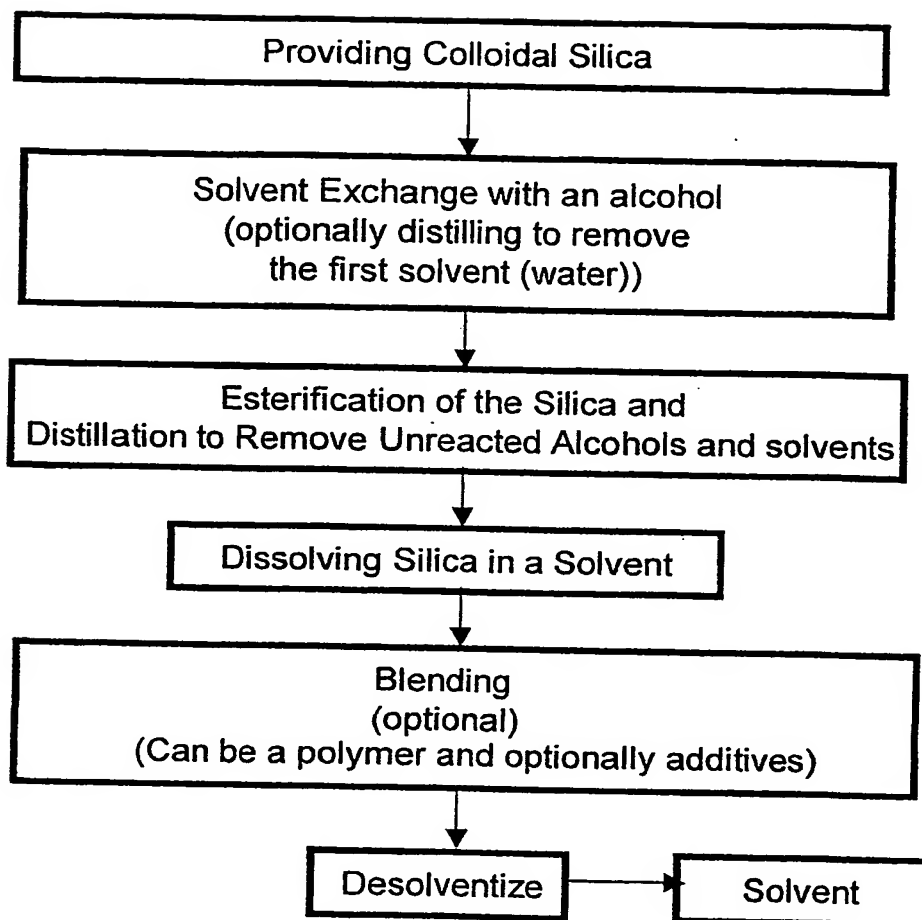 Providing Colloidal Silica
Solvent Exchange with an alcohol
(optionally distilling to remove
the first solvent (water))
Esterification of the Silica and
Distillation to Remove Unreacted Alcohols and solvents
Dissolving Silica in a Solvent
Blending
(optional)
(Can be a polymer and optionally additives)
Desolventize
Solvent